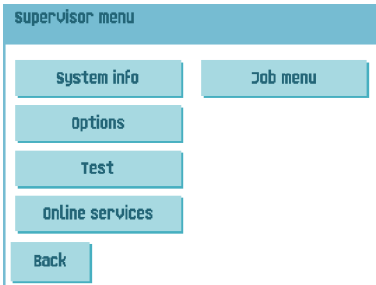 Supervisor menu
System info
Job menu
Options
Test
Online services
Back